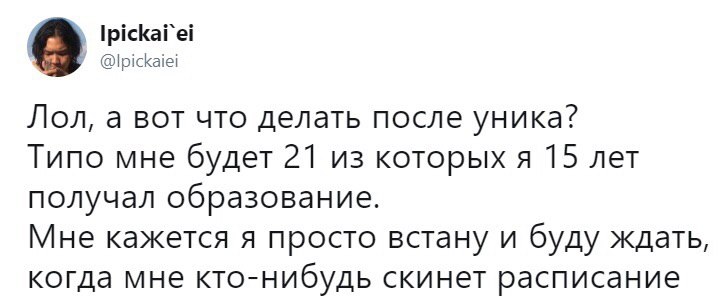 Ipickai`ei
@Ipickaiei
Лол, а вот что делать после уника?
Типо мне будет 21 из которых я 15 лет
получал образование.
Мне кажется я просто встану и буду ждать,
когда мне кто-нибудь скинет расписание